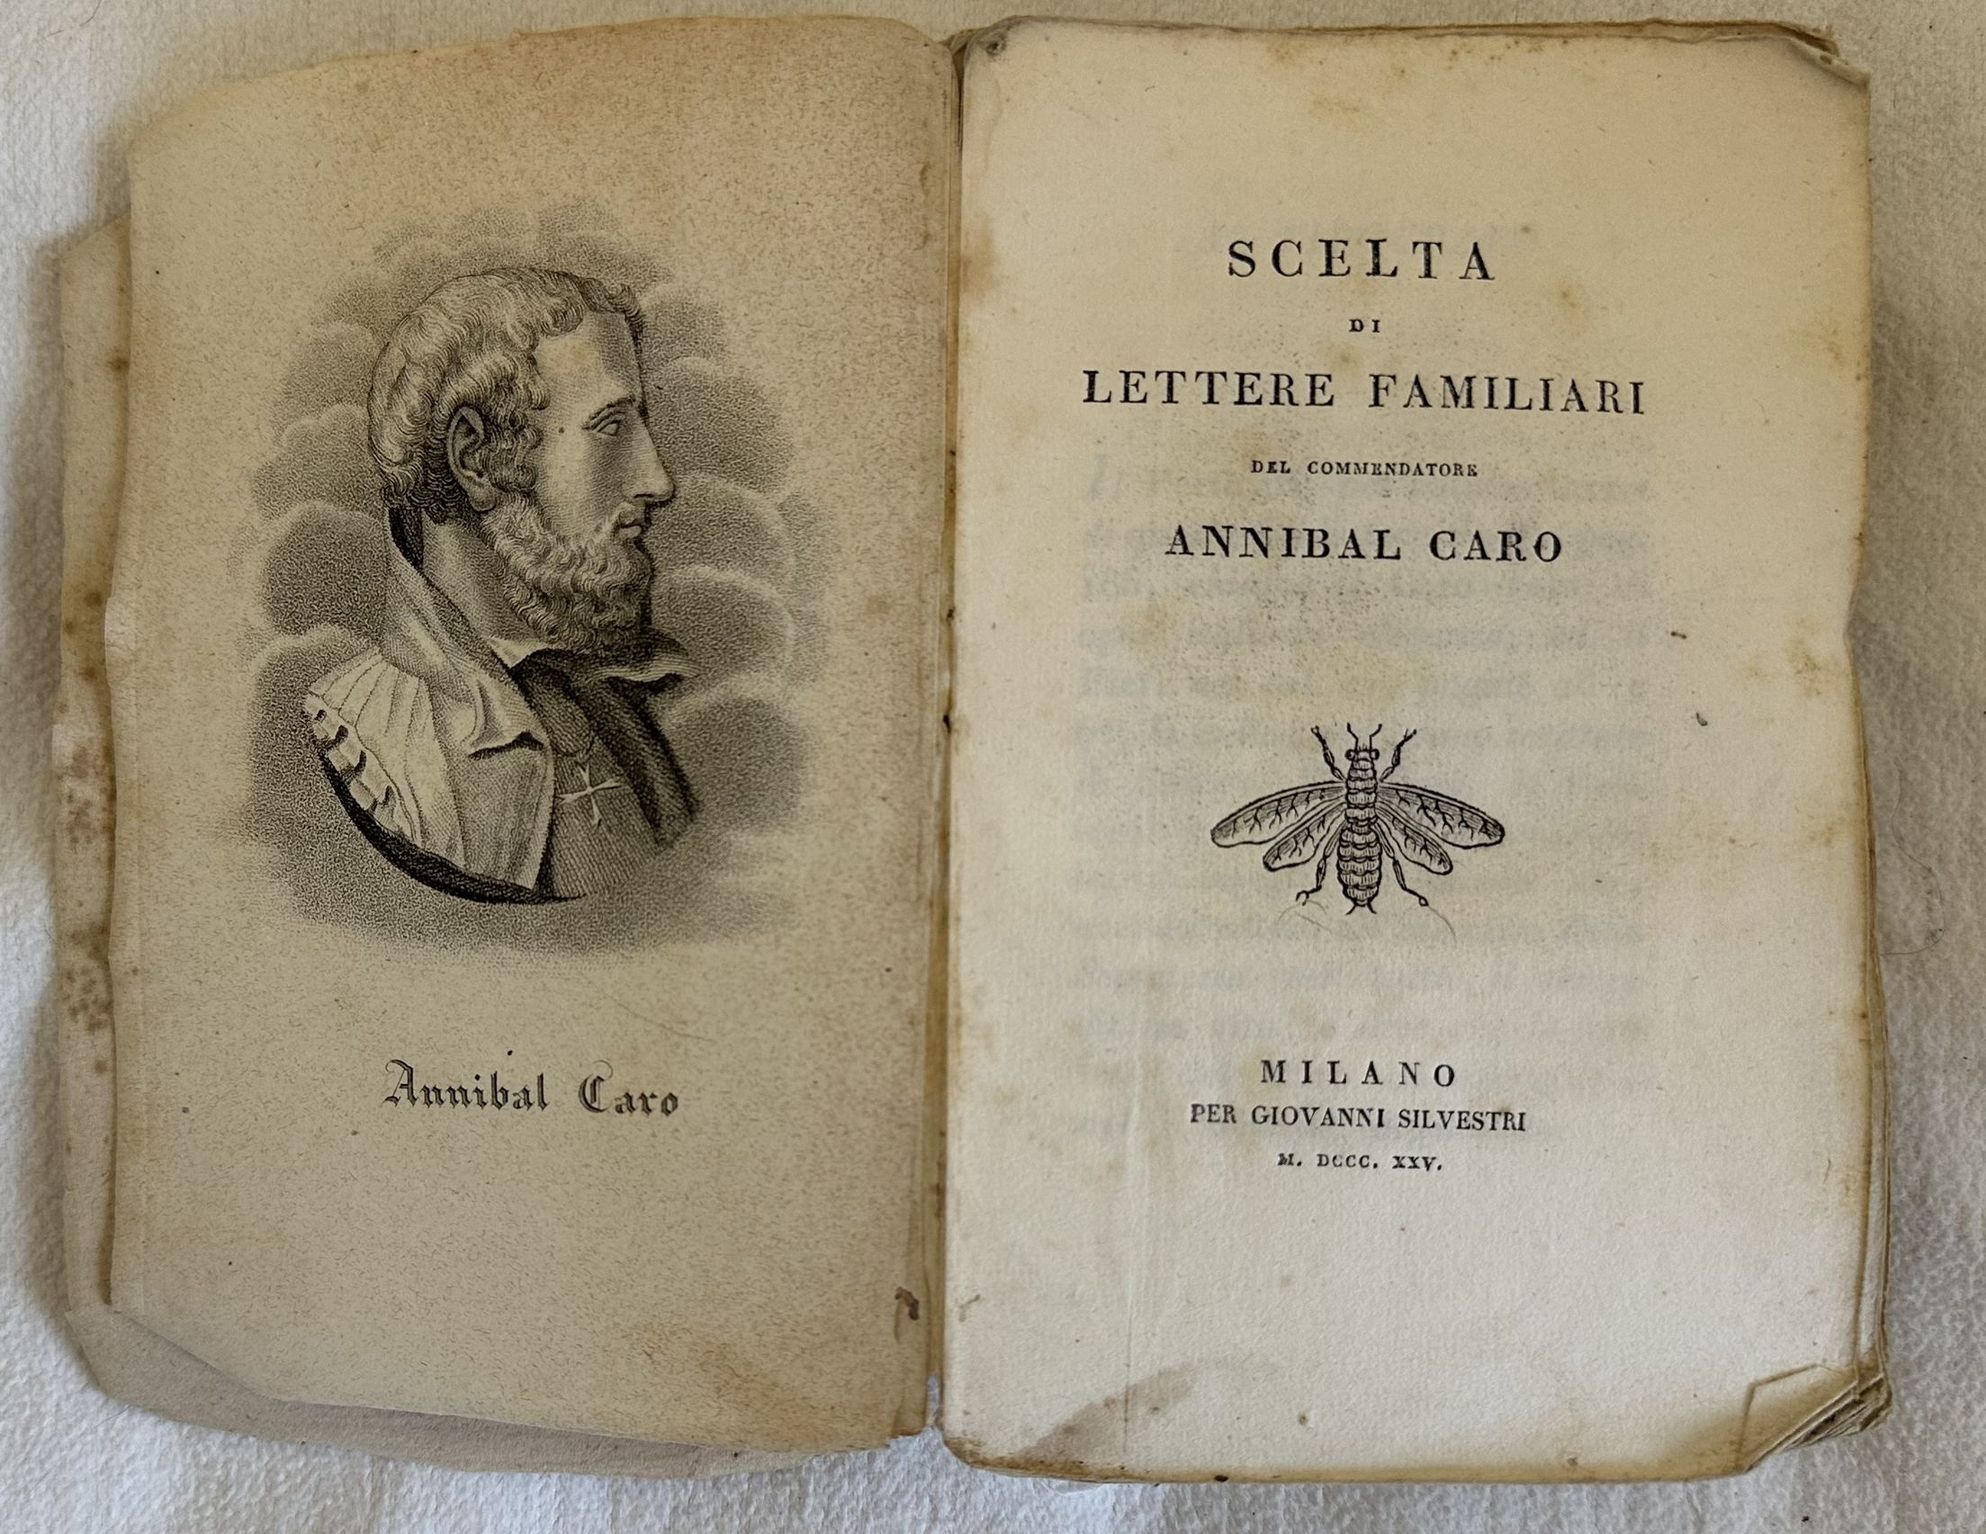 Annibal Caro
SCELTA
DI
LETTERE FAMILIARI
DEL COMMENDATORE
ANNIBAL CARO
MILANO
PER GIOVANNI SILVESTRI
M. DCCC. XXV.